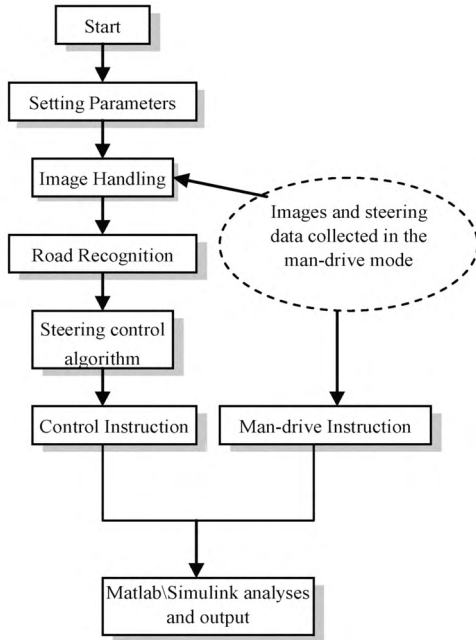 Start
Setting Parameters
Image Handling
Images and steering
data collected in the
man-drive mode
Road Recognition
Steering control
algorithm
Control Instruction
Man-drive Instruction
Matlab\Simulink analyses
and output